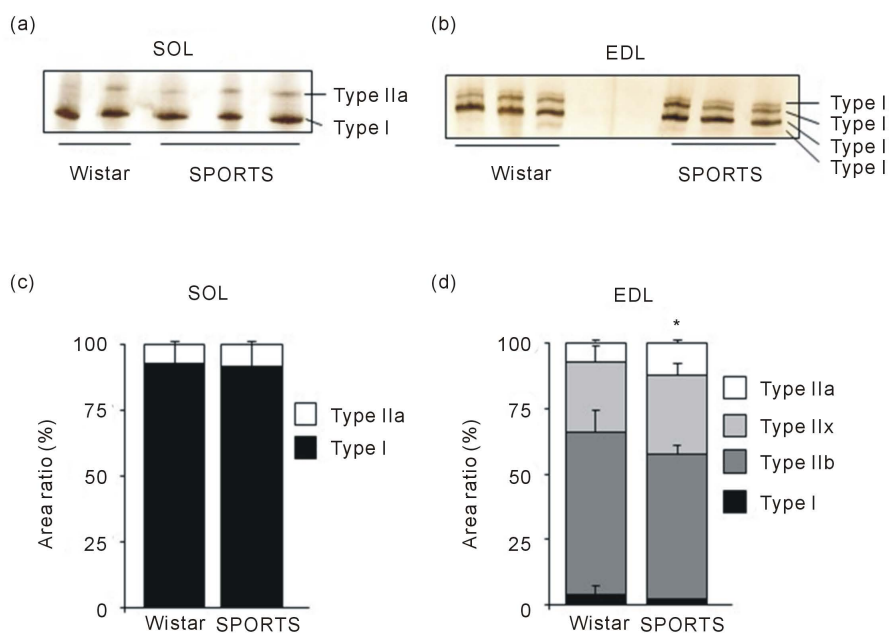 (a)
SOL
Type IIa
Type I
Wistar
SPORTS
(b)
EDL
Type I
Type I
Type I
Type I
Wistar
SPORTS
(c)
SOL
Area ratio (%)
100
75
50
25
0
Wistar
SPORTS
Type IIa
Type I
(d)
EDL
*
Area ratio (%)
100
75
50
25
0
Wistar
SPORTS
Type IIa
Type IIx
Type IIb
Type I